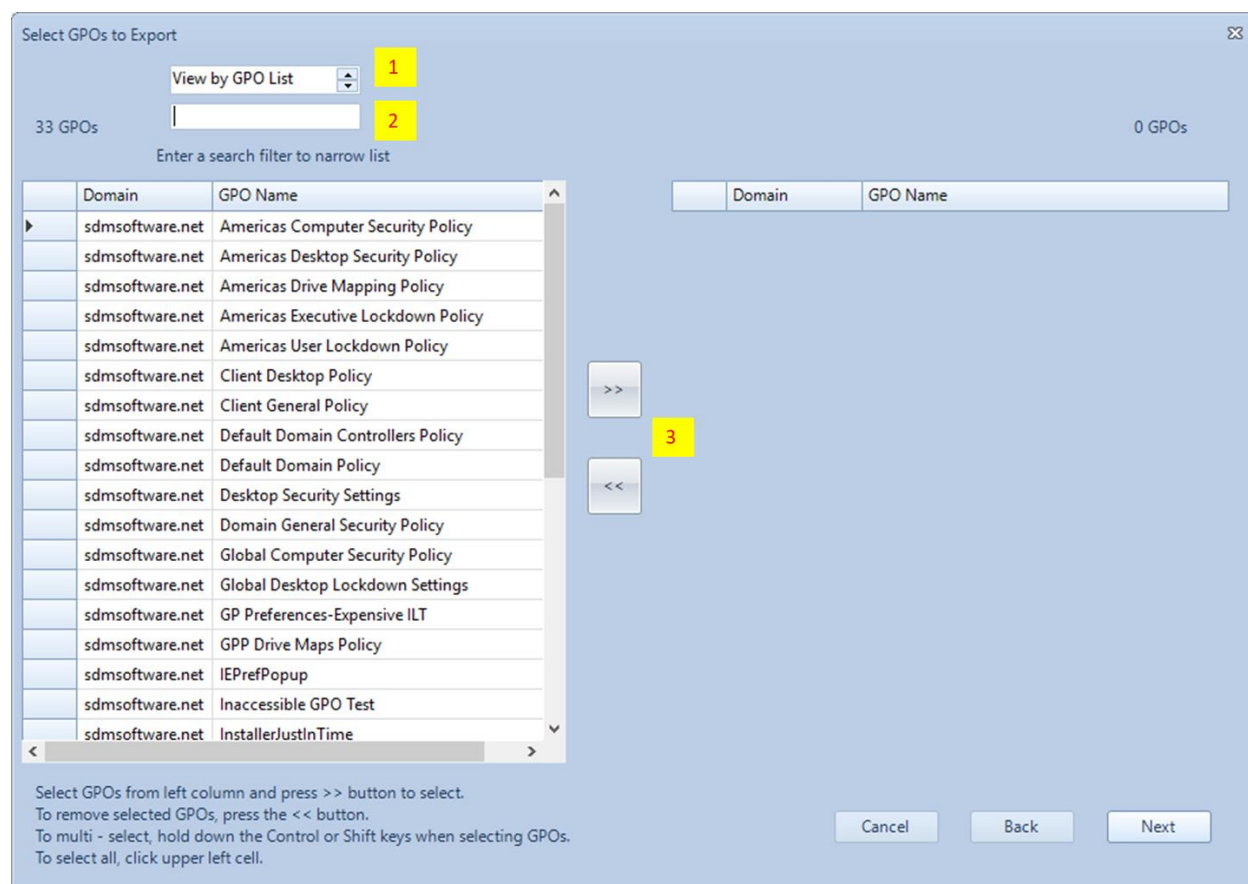 Select GPOs to Export
View by GPO List
1
2
33 GPOs
0 GPOs
Enter a search filter to narrow list
Domain GPO Name
sdmsoftware.net Americas Computer Security Policy
sdmsoftware.net Americas Desktop Security Policy
sdmsoftware.net Americas Drive Mapping Policy
sdmsoftware.net Americas Executive Lockdown Policy
sdmsoftware.net Americas User Lockdown Policy
sdmsoftware.net Client Desktop Policy
sdmsoftware.net Client General Policy
sdmsoftware.net Default Domain Controllers Policy
sdmsoftware.net Default Domain Policy
sdmsoftware.net Desktop Security Settings
sdmsoftware.net Domain General Security Policy
sdmsoftware.net Global Computer Security Policy
sdmsoftware.net Global Desktop Lockdown Settings
sdmsoftware.net GP Preferences-Expensive ILT
sdmsoftware.net GPP Drive Maps Policy
sdmsoftware.net IEPrefPopup
sdmsoftware.net Inaccessible GPO Test
sdmsoftware.net InstallerJustInTime
>>
3
<<
Domain GPO Name
Select GPOs from left column and press >> button to select.
To remove selected GPOs, press the << button.
To multi - select, hold down the Control or Shift keys when selecting GPOs.
To select all, click upper left cell.
Cancel Back Next